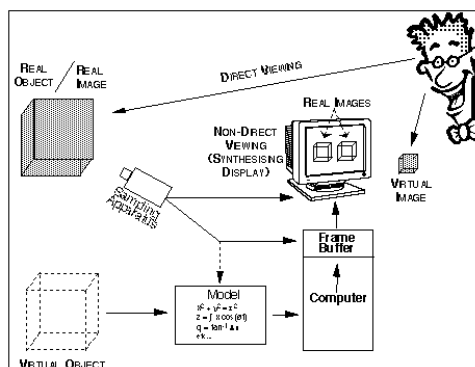 REAL OBJECT
REAL IMAGE
DIRECT VIEWING
NON-DIRECT
VIEWING
(SYNTHESISING
DISPLAY)
REAL IMAGES
VIRTUAL
IMAGE
Sampling
Apparatus
Frame
Buffer
Computer
Model
VIRTUAL OBJECT